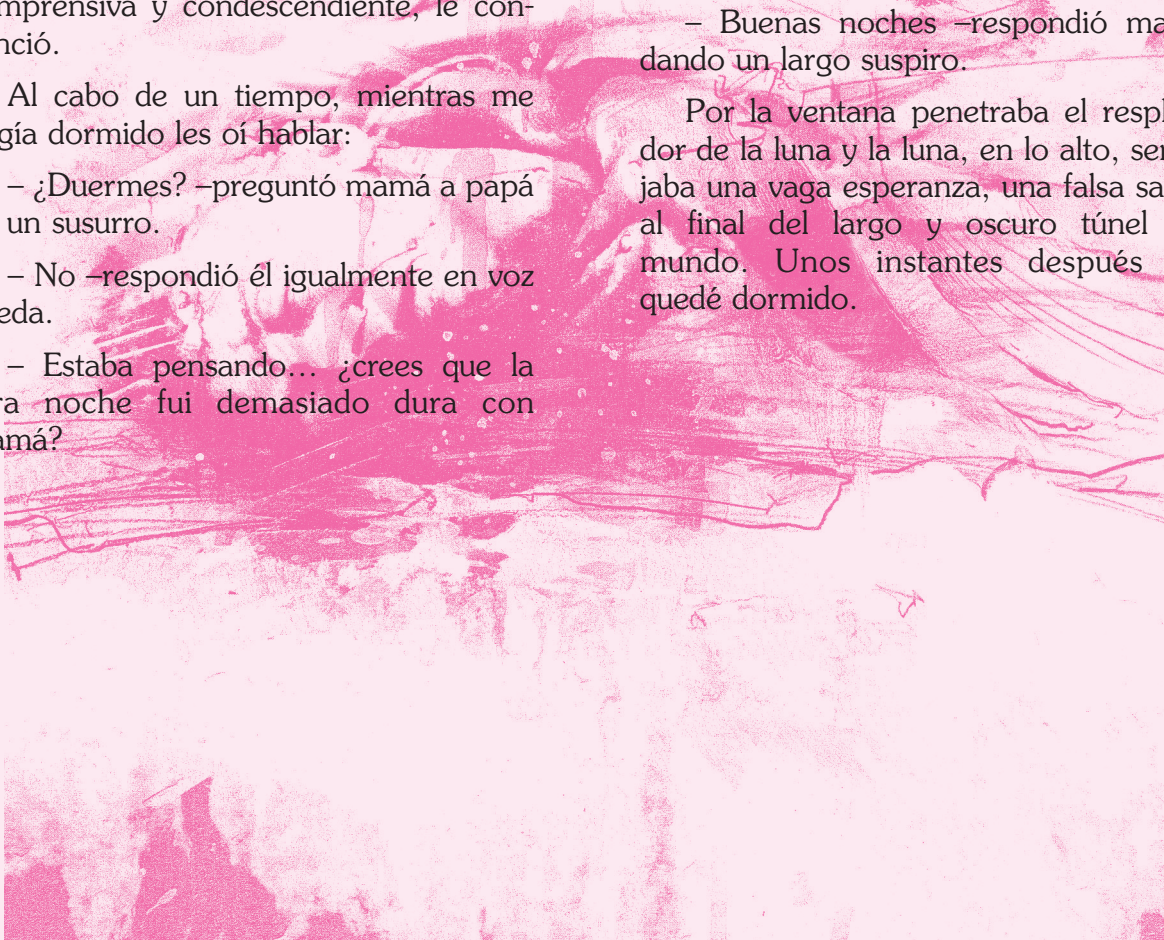 mprensiva y condescendiente, le con-
nció.
Al cabo de un tiempo, mientras me
gía dormido les oí hablar:
– ¿Duermes? –preguntó mamá a papá
un susurro.
– No –respondió él igualmente en voz
eda.
– Estaba pensando… ¿crees que la
ra noche fui demasiado dura con
amá?
– Buenas noches –respondió ma
dando un largo suspiro.
Por la ventana penetraba el respl
dor de la luna y la luna, en lo alto, ser
jaba una vaga esperanza, una falsa sa
al final del largo y oscuro túnel
mundo. Unos instantes después
quedé dormido.